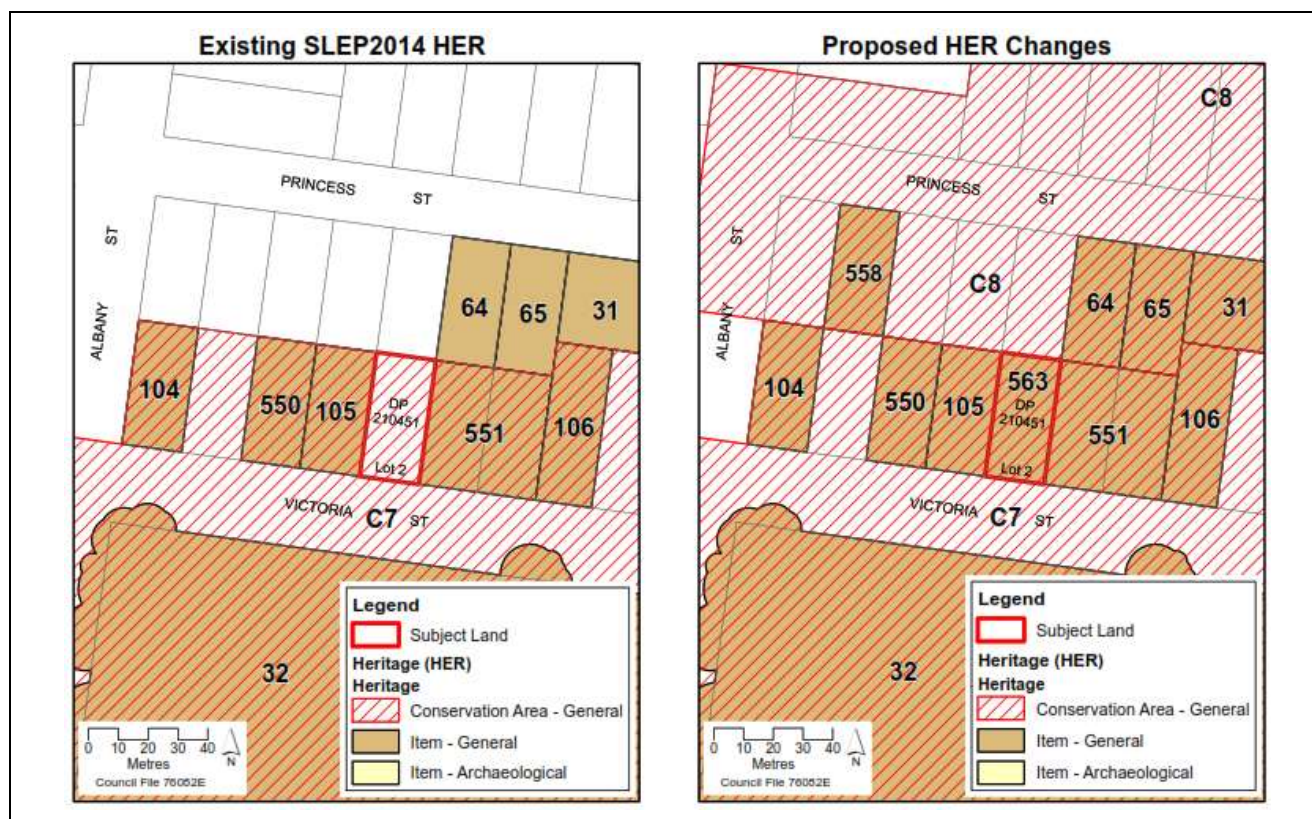 Existing SLEP2014 HER
PRINCESS ST
ALBANY ST
64
65
31
104
550
105
DP
210451
Lot 2
551
106
VICTORIA C7 ST
32
Legend
Subject Land
Heritage (HER)
Heritage
Conservation Area - General
Item - General
Item - Archaeological
0 10 20 30 40
Metres
N
Council File 76052E
Proposed HER Changes
C8
PRINCESS ST
ALBANY ST
558
C8
64
65
31
104
550
105
563
DP
210451
Lot 2
551
106
VICTORIA C7 ST
32
Legend
Subject Land
Heritage (HER)
Heritage
Conservation Area - General
Item - General
Item - Archaeological
0 10 20 30 40
Metres
N
Council File 76052E